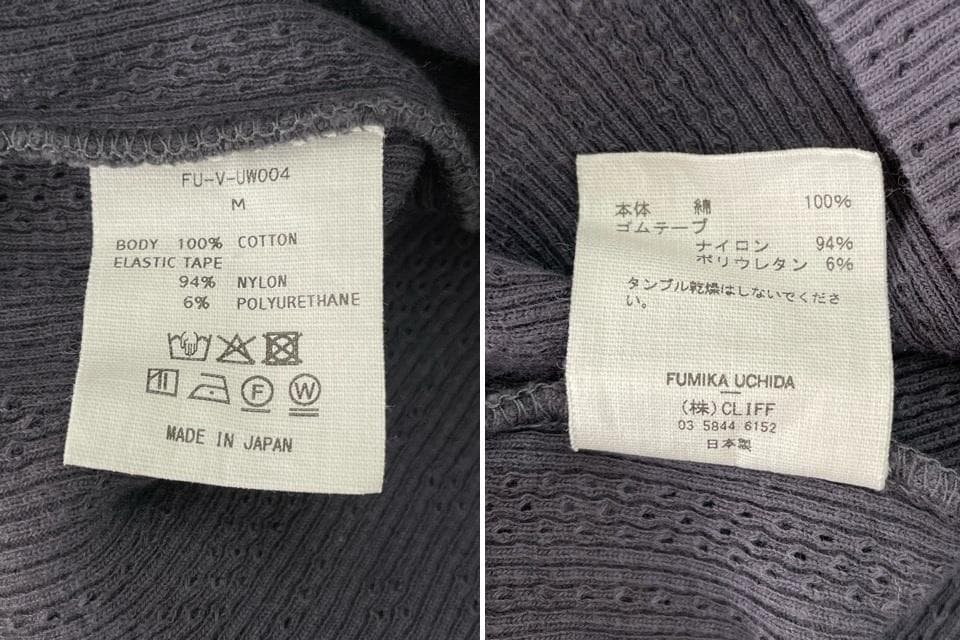 FU-V-UW004
M
BODY 100% COTTON
ELASTIC TAPE
94% NYLON
6% POLYURETHANE
F W
MADE IN JAPAN
本体 綿 100%
ゴムテープ
ナイロン 94%
ポリウレタン 6%
タンブル乾燥はしないでくださ
い。
FUMIKA UCHIDA
(株)CLIFF
03 5844 6152
日本製